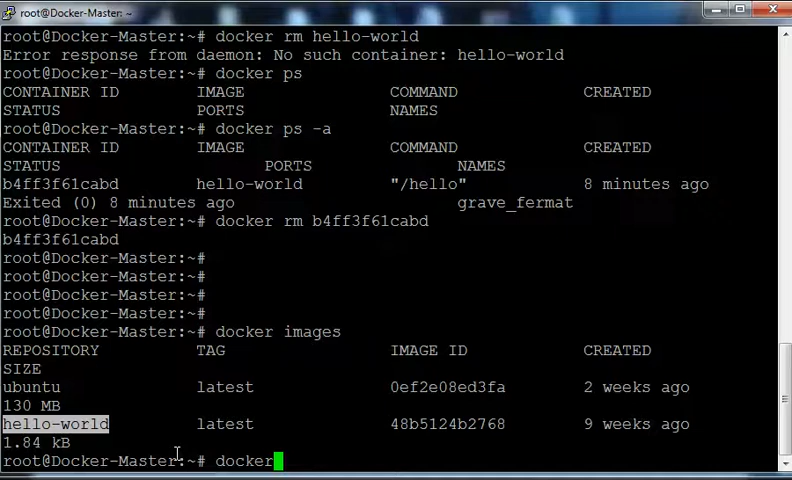 root@Docker-Master: ~
root@Docker-Master:~# docker rm hello-world
Error response from daemon: No such container: hello-world
root@Docker-Master:~# docker ps
CONTAINER ID        IMAGE               COMMAND             CREATED
STATUS              PORTS               NAMES
root@Docker-Master:~# docker ps -a
CONTAINER ID        IMAGE               COMMAND             CREATED
STATUS                     PORTS               NAMES
b4ff3f61cabd        hello-world         "/hello"            8 minutes ago
Exited (0) 8 minutes ago                       grave_fermat
root@Docker-Master:~# docker rm b4ff3f61cabd
b4ff3f61cabd
root@Docker-Master:~#
root@Docker-Master:~#
root@Docker-Master:~#
root@Docker-Master:~#
root@Docker-Master:~# docker images
REPOSITORY          TAG                 IMAGE ID            CREATED
SIZE
ubuntu              latest              0ef2e08ed3fa        2 weeks ago
130 MB
hello-world         latest              48b5124b2768        9 weeks ago
1.84 kB
root@Docker-Master:~# docker